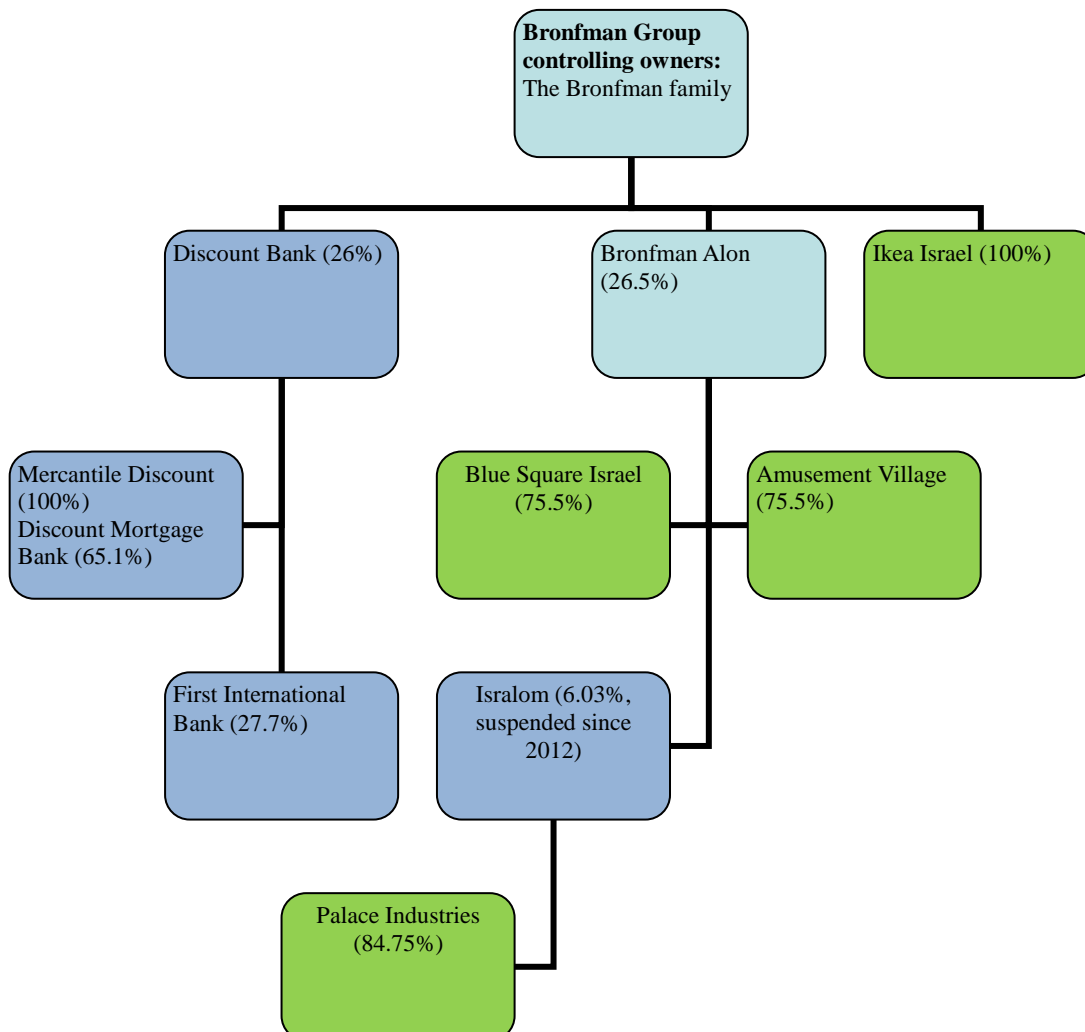 Bronfman Group
controlling owners:
The Bronfman family
Discount Bank (26%)
Bronfman Alon
(26.5%)
Ikea Israel (100%)
Mercantile Discount
(100%)
Discount Mortgage
Bank (65.1%)
Blue Square Israel
(75.5%)
Amusement Village
(75.5%)
First International
Bank (27.7%)
Isralom (6.03%,
suspended since
2012)
Palace Industries
(84.75%)